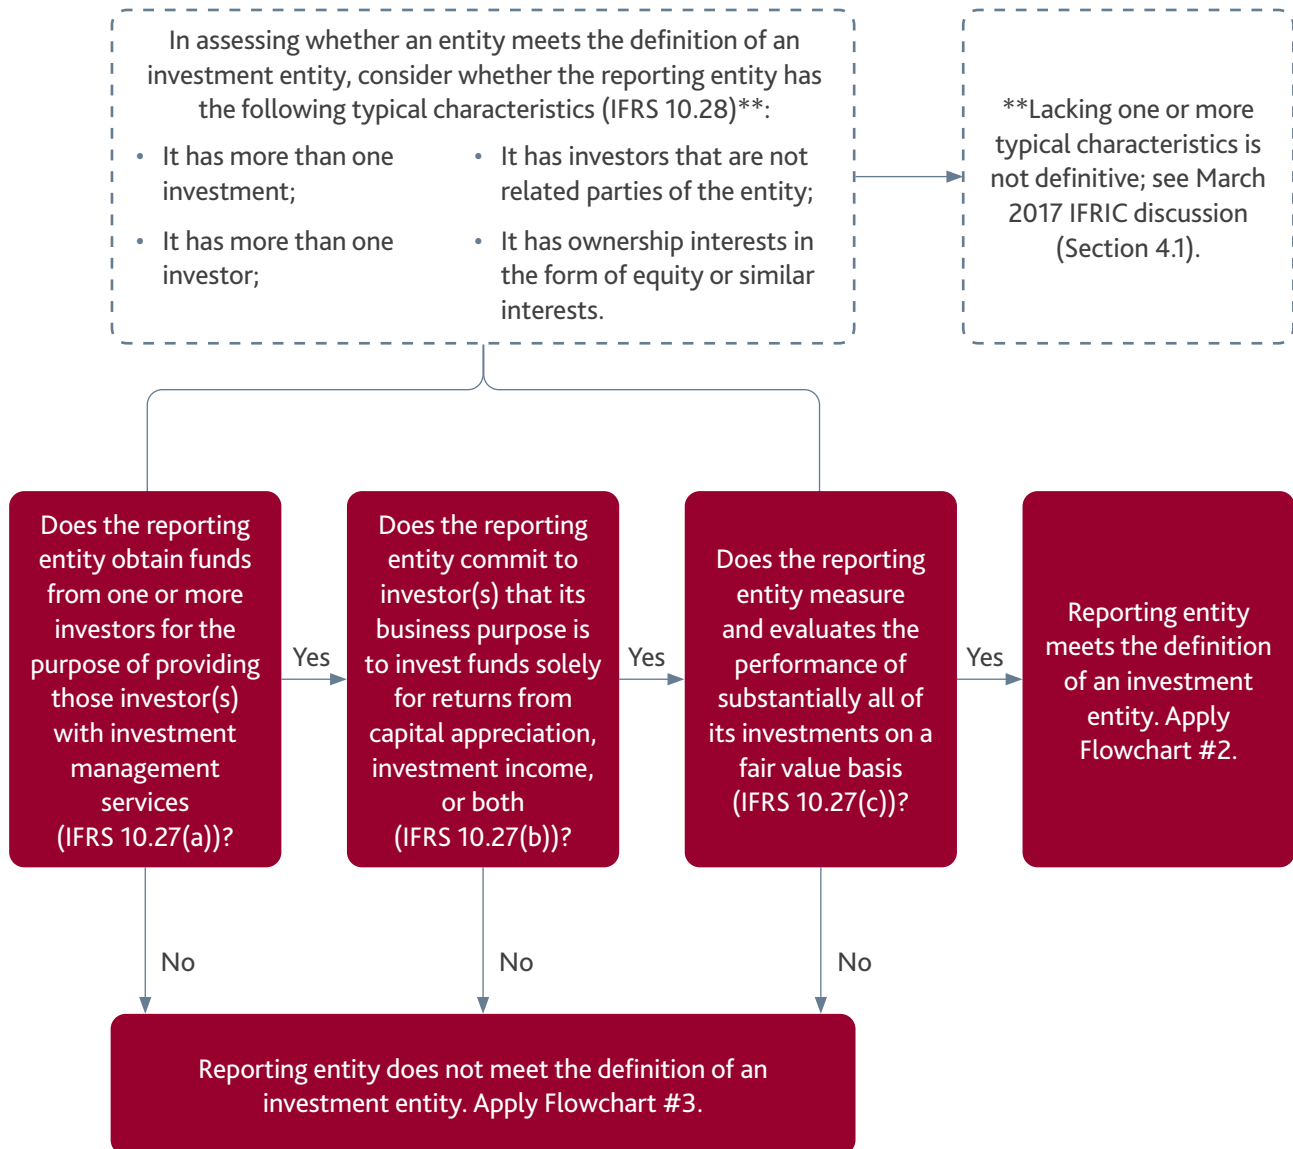 In assessing whether an entity meets the definition of an
investment entity, consider whether the reporting entity has
the following typical characteristics (IFRS 10.28)**:
• It has more than one
investment;
• It has more than one
investor;
• It has investors that are not
related parties of the entity;
• It has ownership interests in
the form of equity or similar
interests.
**Lacking one or more
typical characteristics is
not definitive; see March
2017 IFRIC discussion
(Section 4.1).
Does the reporting
entity obtain funds
from one or more
investors for the
purpose of providing
those investor(s)
with investment
management
services
(IFRS 10.27(a))?
Yes
Does the reporting
entity commit to
investor(s) that its
business purpose is
to invest funds solely
for returns from
capital appreciation,
investment income,
or both
(IFRS 10.27(b))?
Yes
Does the reporting
entity measure
and evaluates the
performance of
substantially all of
its investments on a
fair value basis
(IFRS 10.27(c))?
Yes
Reporting entity
meets the definition
of an investment
entity. Apply
Flowchart #2.
No
No
No
Reporting entity does not meet the definition of an
investment entity. Apply Flowchart #3.